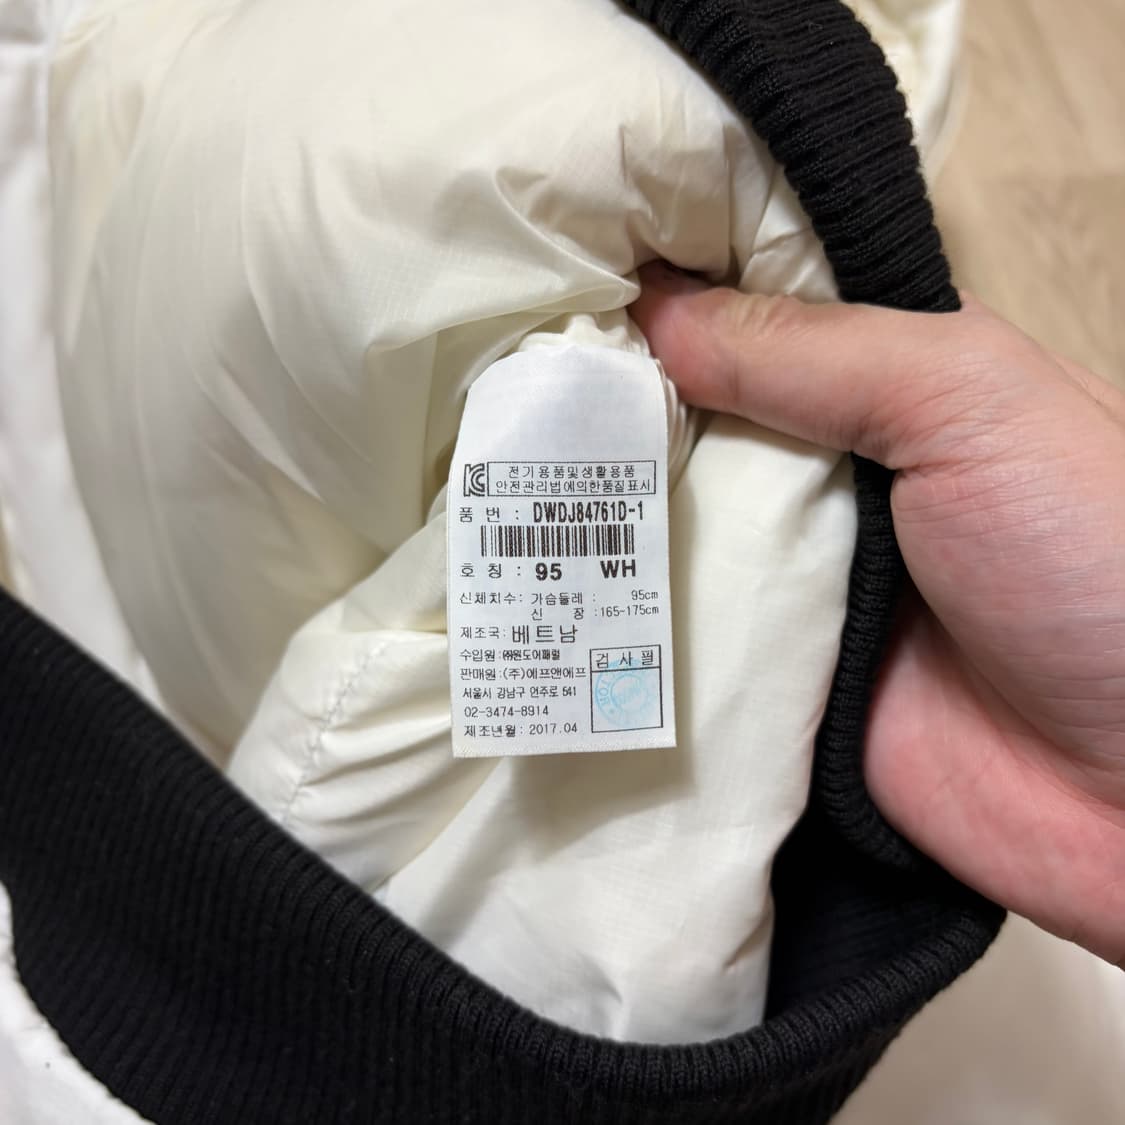 전기용품및생활용품
안전관리법에의한품질표시
품 번 : DWDJ84761D-1
호 칭 : 95 WH
신체치수: 가슴둘레 : 95cm
신 장 :165-175cm
제조국: 베트남
수입원:㈜원도어패럴
판매원:(주)에프앤에프
서울시 강남구 언주로 541
02-3474-8914
제조년월: 2017.04
검 사 필